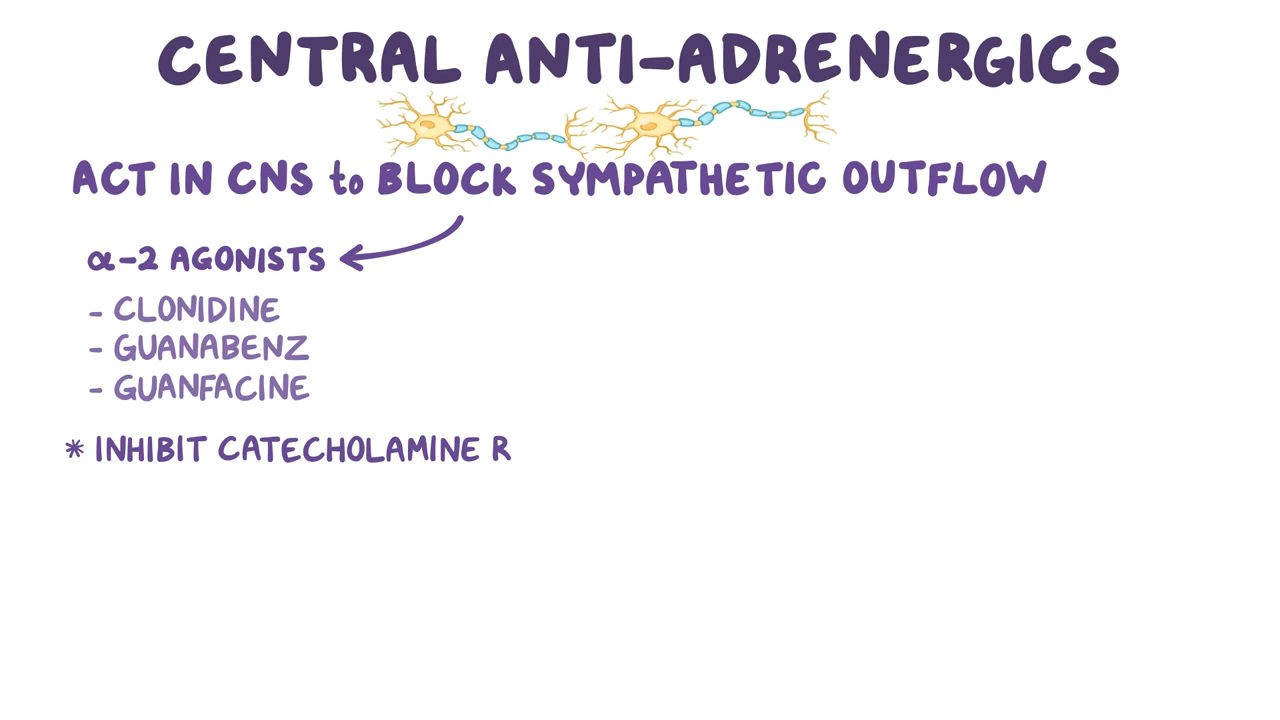 CENTRAL ANTI-ADRENERGICS
ACT IN CNS to BLOCK SYMPATHETIC OUTFLOW
α-2 AGONISTS
- CLONIDINE
- GUANABENZ
- GUANFACINE
* INHIBIT CATECHOLAMINE R